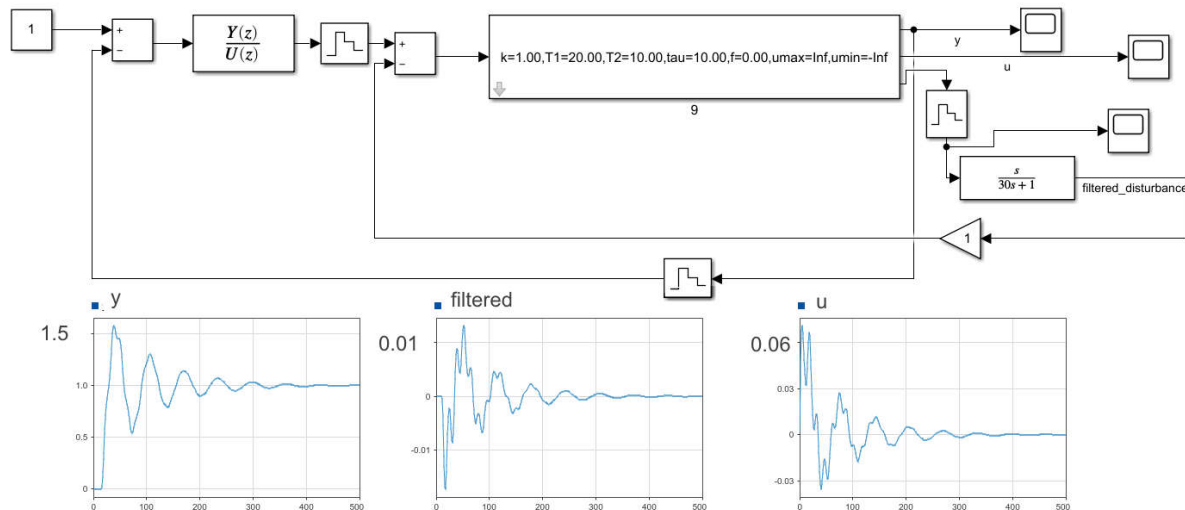 1
+
−
Y(z)
U(z)
+
−
k=1.00,T1=20.00,T2=10.00,tau=10.00,f=0.00,umax=Inf,umin=-Inf
9
y
u
s
30s + 1
filtered_disturbance
1
y
1.5
1.0
0.5
0
0 100 200 300 400 500
filtered
0.01
0
-0.01
0 100 200 300 400 500
u
0.06
0.03
0
-0.03
0 100 200 300 400 500